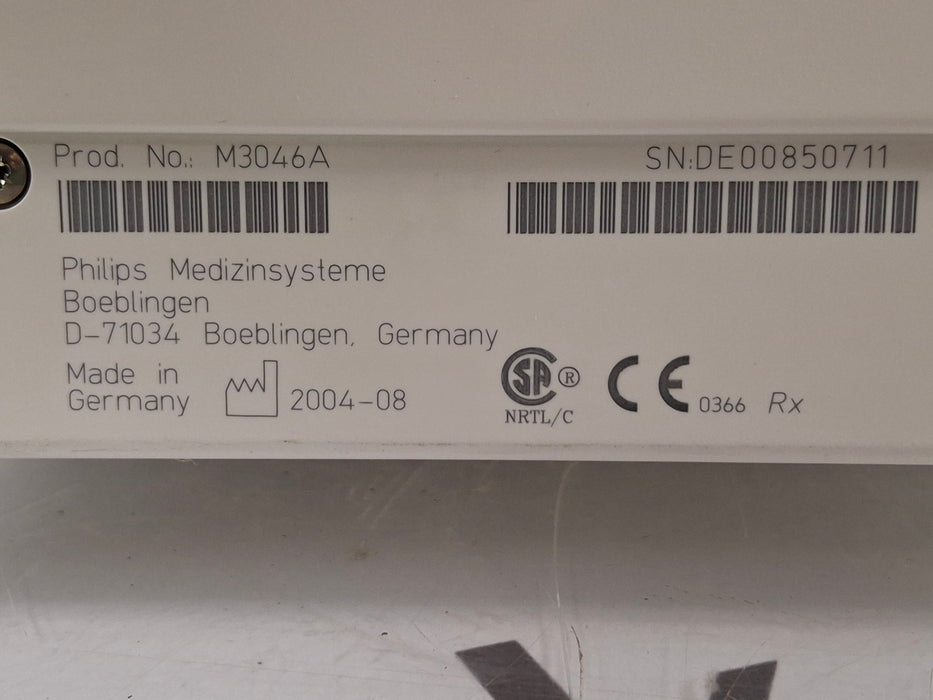 Prod. No.: M3046A
SN:DE00850711
Philips Medizinsysteme
Boeblingen
D-71034 Boeblingen, Germany
Made in
Germany
2004-08
SA ®
NRTL/C
CE 0366 Rx